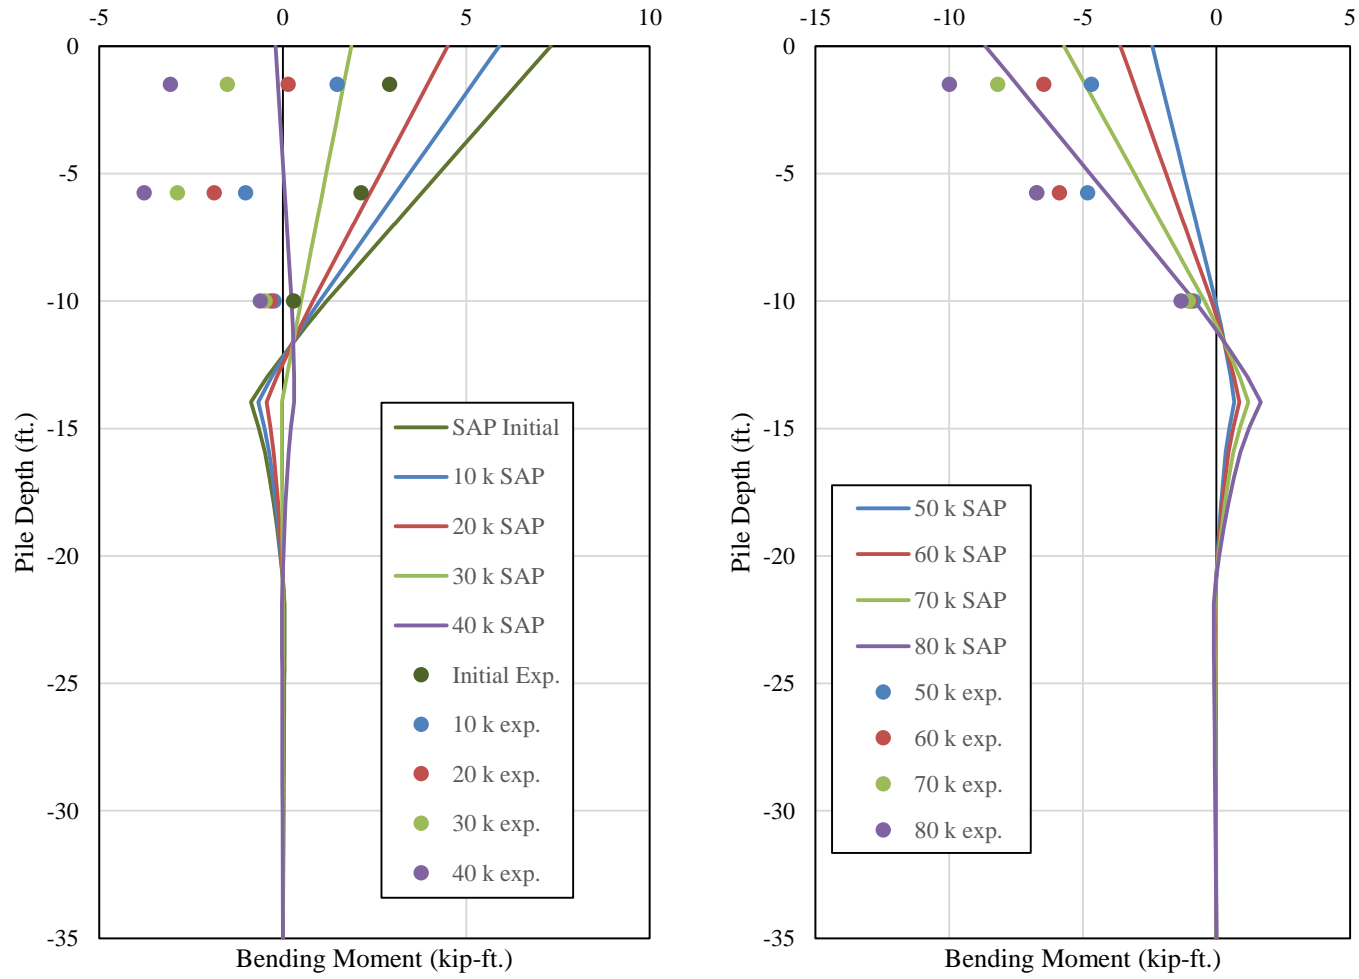 -5 0 5 10
0
-5
-10
-15
-20
-25
-30
-35
Pile Depth (ft.)
SAP Initial
10 k SAP
20 k SAP
30 k SAP
40 k SAP
Initial Exp.
10 k exp.
20 k exp.
30 k exp.
40 k exp.
Bending Moment (kip-ft.)
-15 -10 -5 0 5
0
-5
-10
-15
-20
-25
-30
-35
Pile Depth (ft.)
50 k SAP
60 k SAP
70 k SAP
80 k SAP
50 k exp.
60 k exp.
70 k exp.
80 k exp.
Bending Moment (kip-ft.)